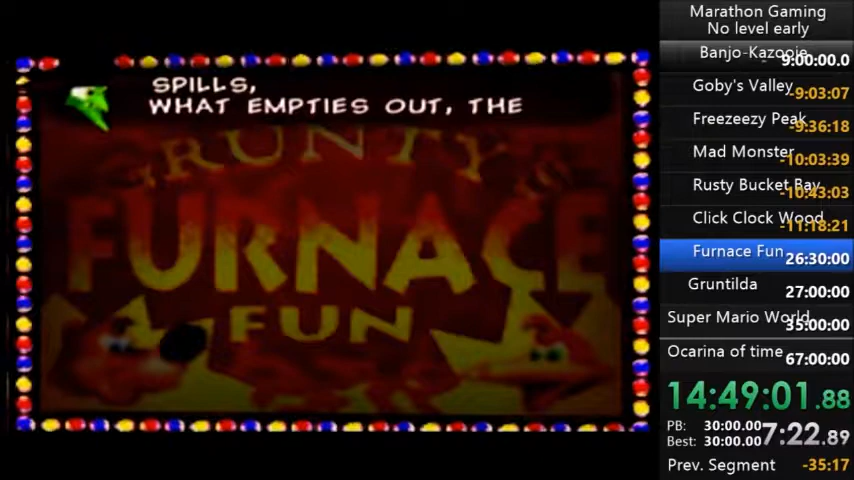 SPILLS,
WHAT EMPTIES OUT, THE
GRUNTY
FURNACE
FUN
Marathon Gaming
No level early
Banjo-Kazooie 9:00:00.0
Goby's Valley -9:03:07
Freezeezy Peak -9:36:18
Mad Monster -10:03:39
Rusty Bucket Bay -10:43:03
Click Clock Wood -11:18:21
Furnace Fun 26:30:00
Gruntilda 27:00:00
Super Mario World 35:00:00
Ocarina of time 67:00:00
14:49:01.88
PB: 30:00.00
Best: 30:00.00
7:22.89
Prev. Segment -35:17